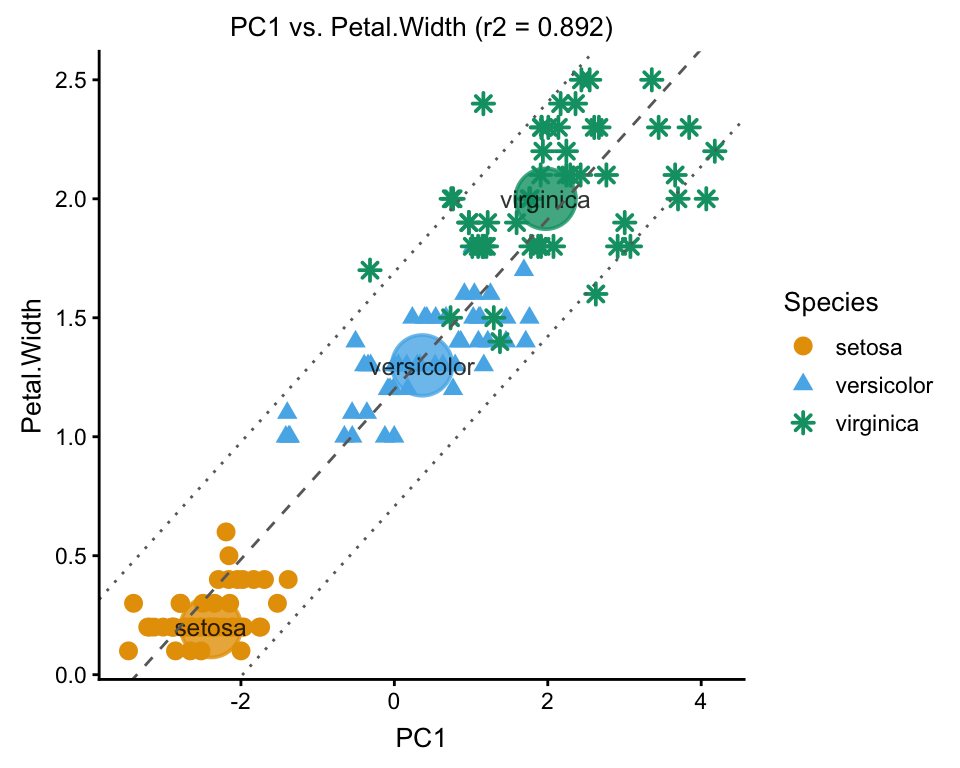 PC1 vs. Petal.Width (r2 = 0.892)
Petal.Width
2.5
2.0
1.5
1.0
0.5
0.0
virginica
versicolor
setosa
-2
0
2
4
PC1
Species
setosa
versicolor
virginica